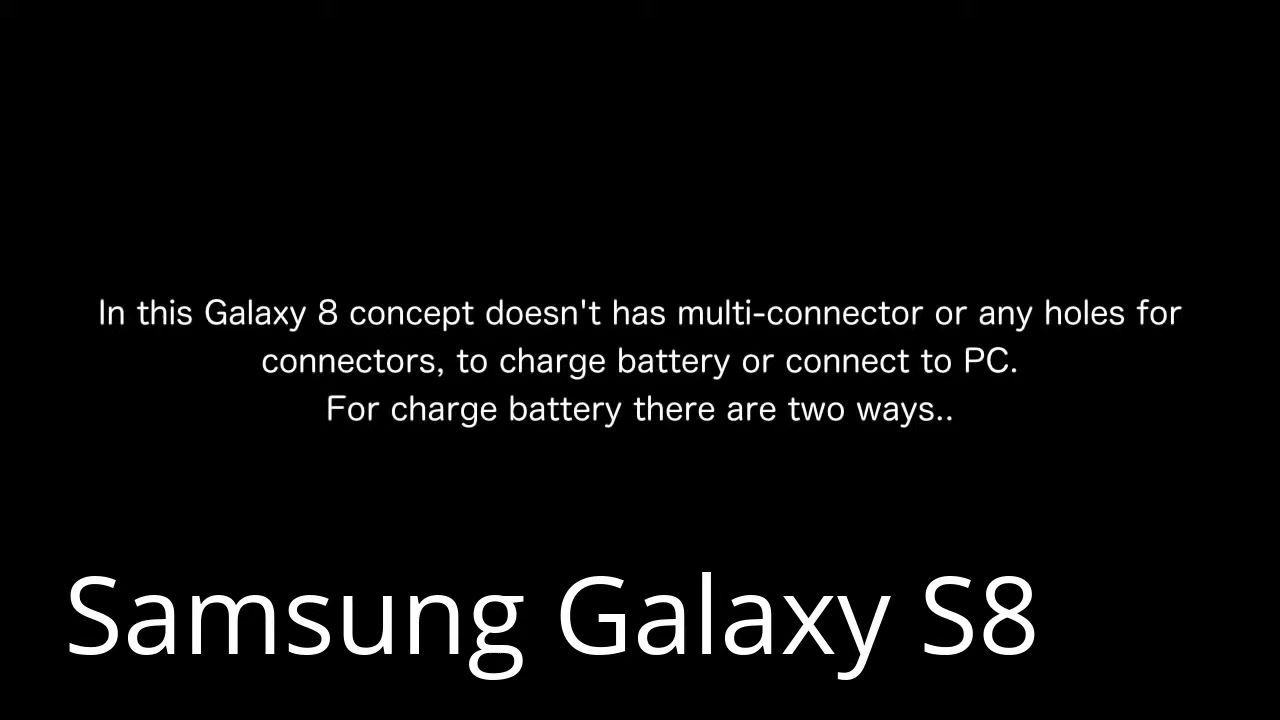 In this Galaxy 8 concept doesn't has multi-connector or any holes for
connectors, to charge battery or connect to PC.
For charge battery there are two ways..
Samsung Galaxy S8